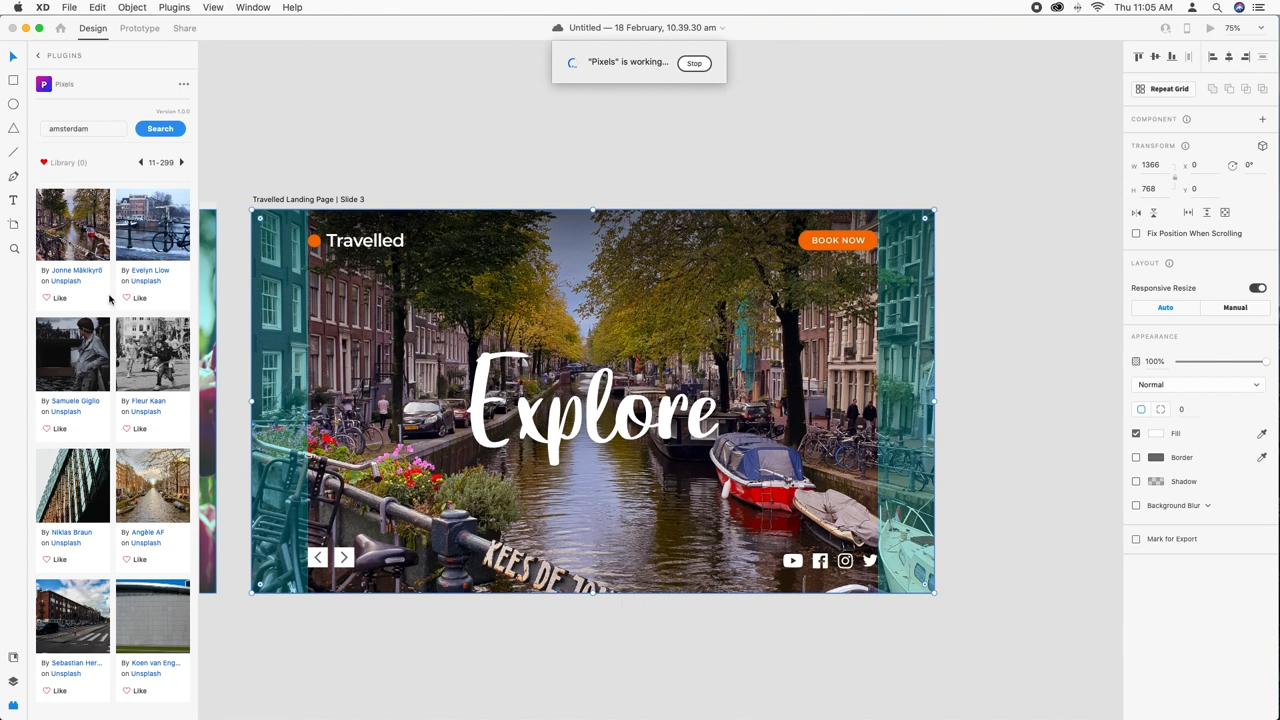 XD File Edit Object Plugins View Window Help
Thu 11:05 AM
Design Prototype Share
Untitled — 18 February, 10.39.30 am
75%
PLUGINS
P Pixels
Version 1.0.0
amsterdam Search
Library (0) 11-299
By Jonne Mäkikyrö on Unsplash
Like
By Evelyn Liow on Unsplash
Like
By Samuele Giglio on Unsplash
Like
By Fleur Kaan on Unsplash
Like
By Niklas Braun on Unsplash
Like
By Angèle AF on Unsplash
Like
By Sebastian Her... on Unsplash
Like
By Koen van Eng... on Unsplash
Like
"Pixels" is working... Stop
Travelled Landing Page | Slide 3
Travelled
BOOK NOW
Explore
KEES DE JON
Repeat Grid
COMPONENT
TRANSFORM
W 1366 X 0 0°
H 768 Y 0
Fix Position When Scrolling
LAYOUT
Responsive Resize
Auto Manual
APPEARANCE
100%
Normal
0
Fill
Border
Shadow
Background Blur
Mark for Export